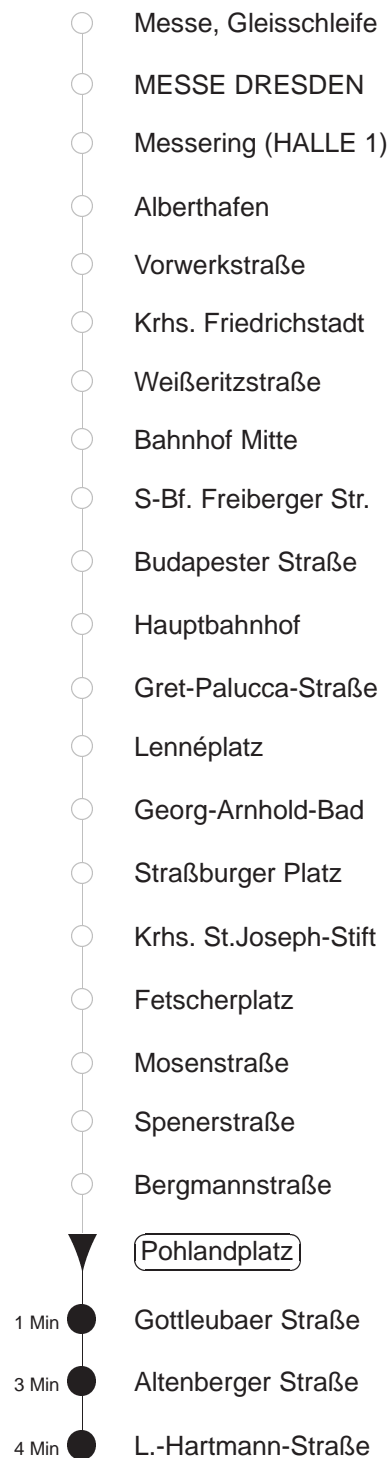 Messe, Gleisschleife
MESSE DRESDEN
Messering (HALLE 1)
Alberthafen
Vorwerkstraße
Krhs. Friedrichstadt
Weißeritzstraße
Bahnhof Mitte
S-Bf. Freiberger Str.
Budapester Straße
Hauptbahnhof
Gret-Palucca-Straße
Lennéplatz
Georg-Arnhold-Bad
Straßburger Platz
Krhs. St.Joseph-Stift
Fetscherplatz
Mosenstraße
Spenerstraße
Bergmannstraße
Pohlandplatz
1 Min Gottleubaer Straße
3 Min Altenberger Straße
4 Min L.-Hartmann-Straße